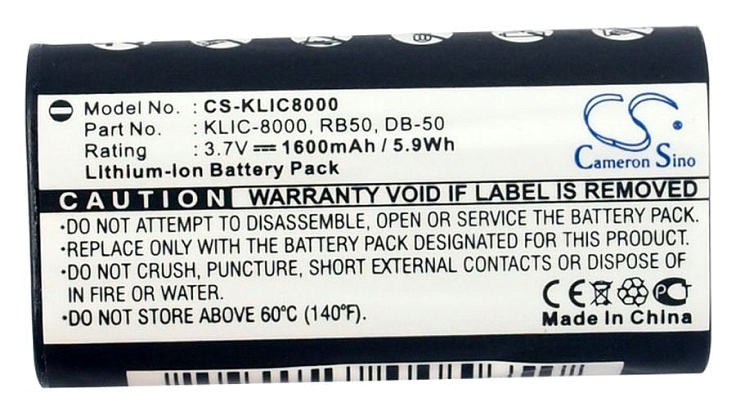 Model No. : CS-KLIC8000
Part No. : KLIC-8000, RB50, DB-50
Rating : 3.7V 1600mAh / 5.9Wh
Lithium-Ion Battery Pack
CS
Cameron Sino
CAUTION WARRANTY VOID IF LABEL IS REMOVED
·DO NOT ATTEMPT TO DISASSEMBLE, OPEN OR SERVICE THE BATTERY PACK.
·REPLACE ONLY WITH THE BATTERY PACK DESIGNATED FOR THIS PRODUCT.
·DO NOT CRUSH, PUNCTURE, SHORT EXTERNAL CONTACTS OR DISPOSE OF
IN FIRE OR WATER.
·DO NOT STORE ABOVE 60°C (140°F).
CE
Made In China